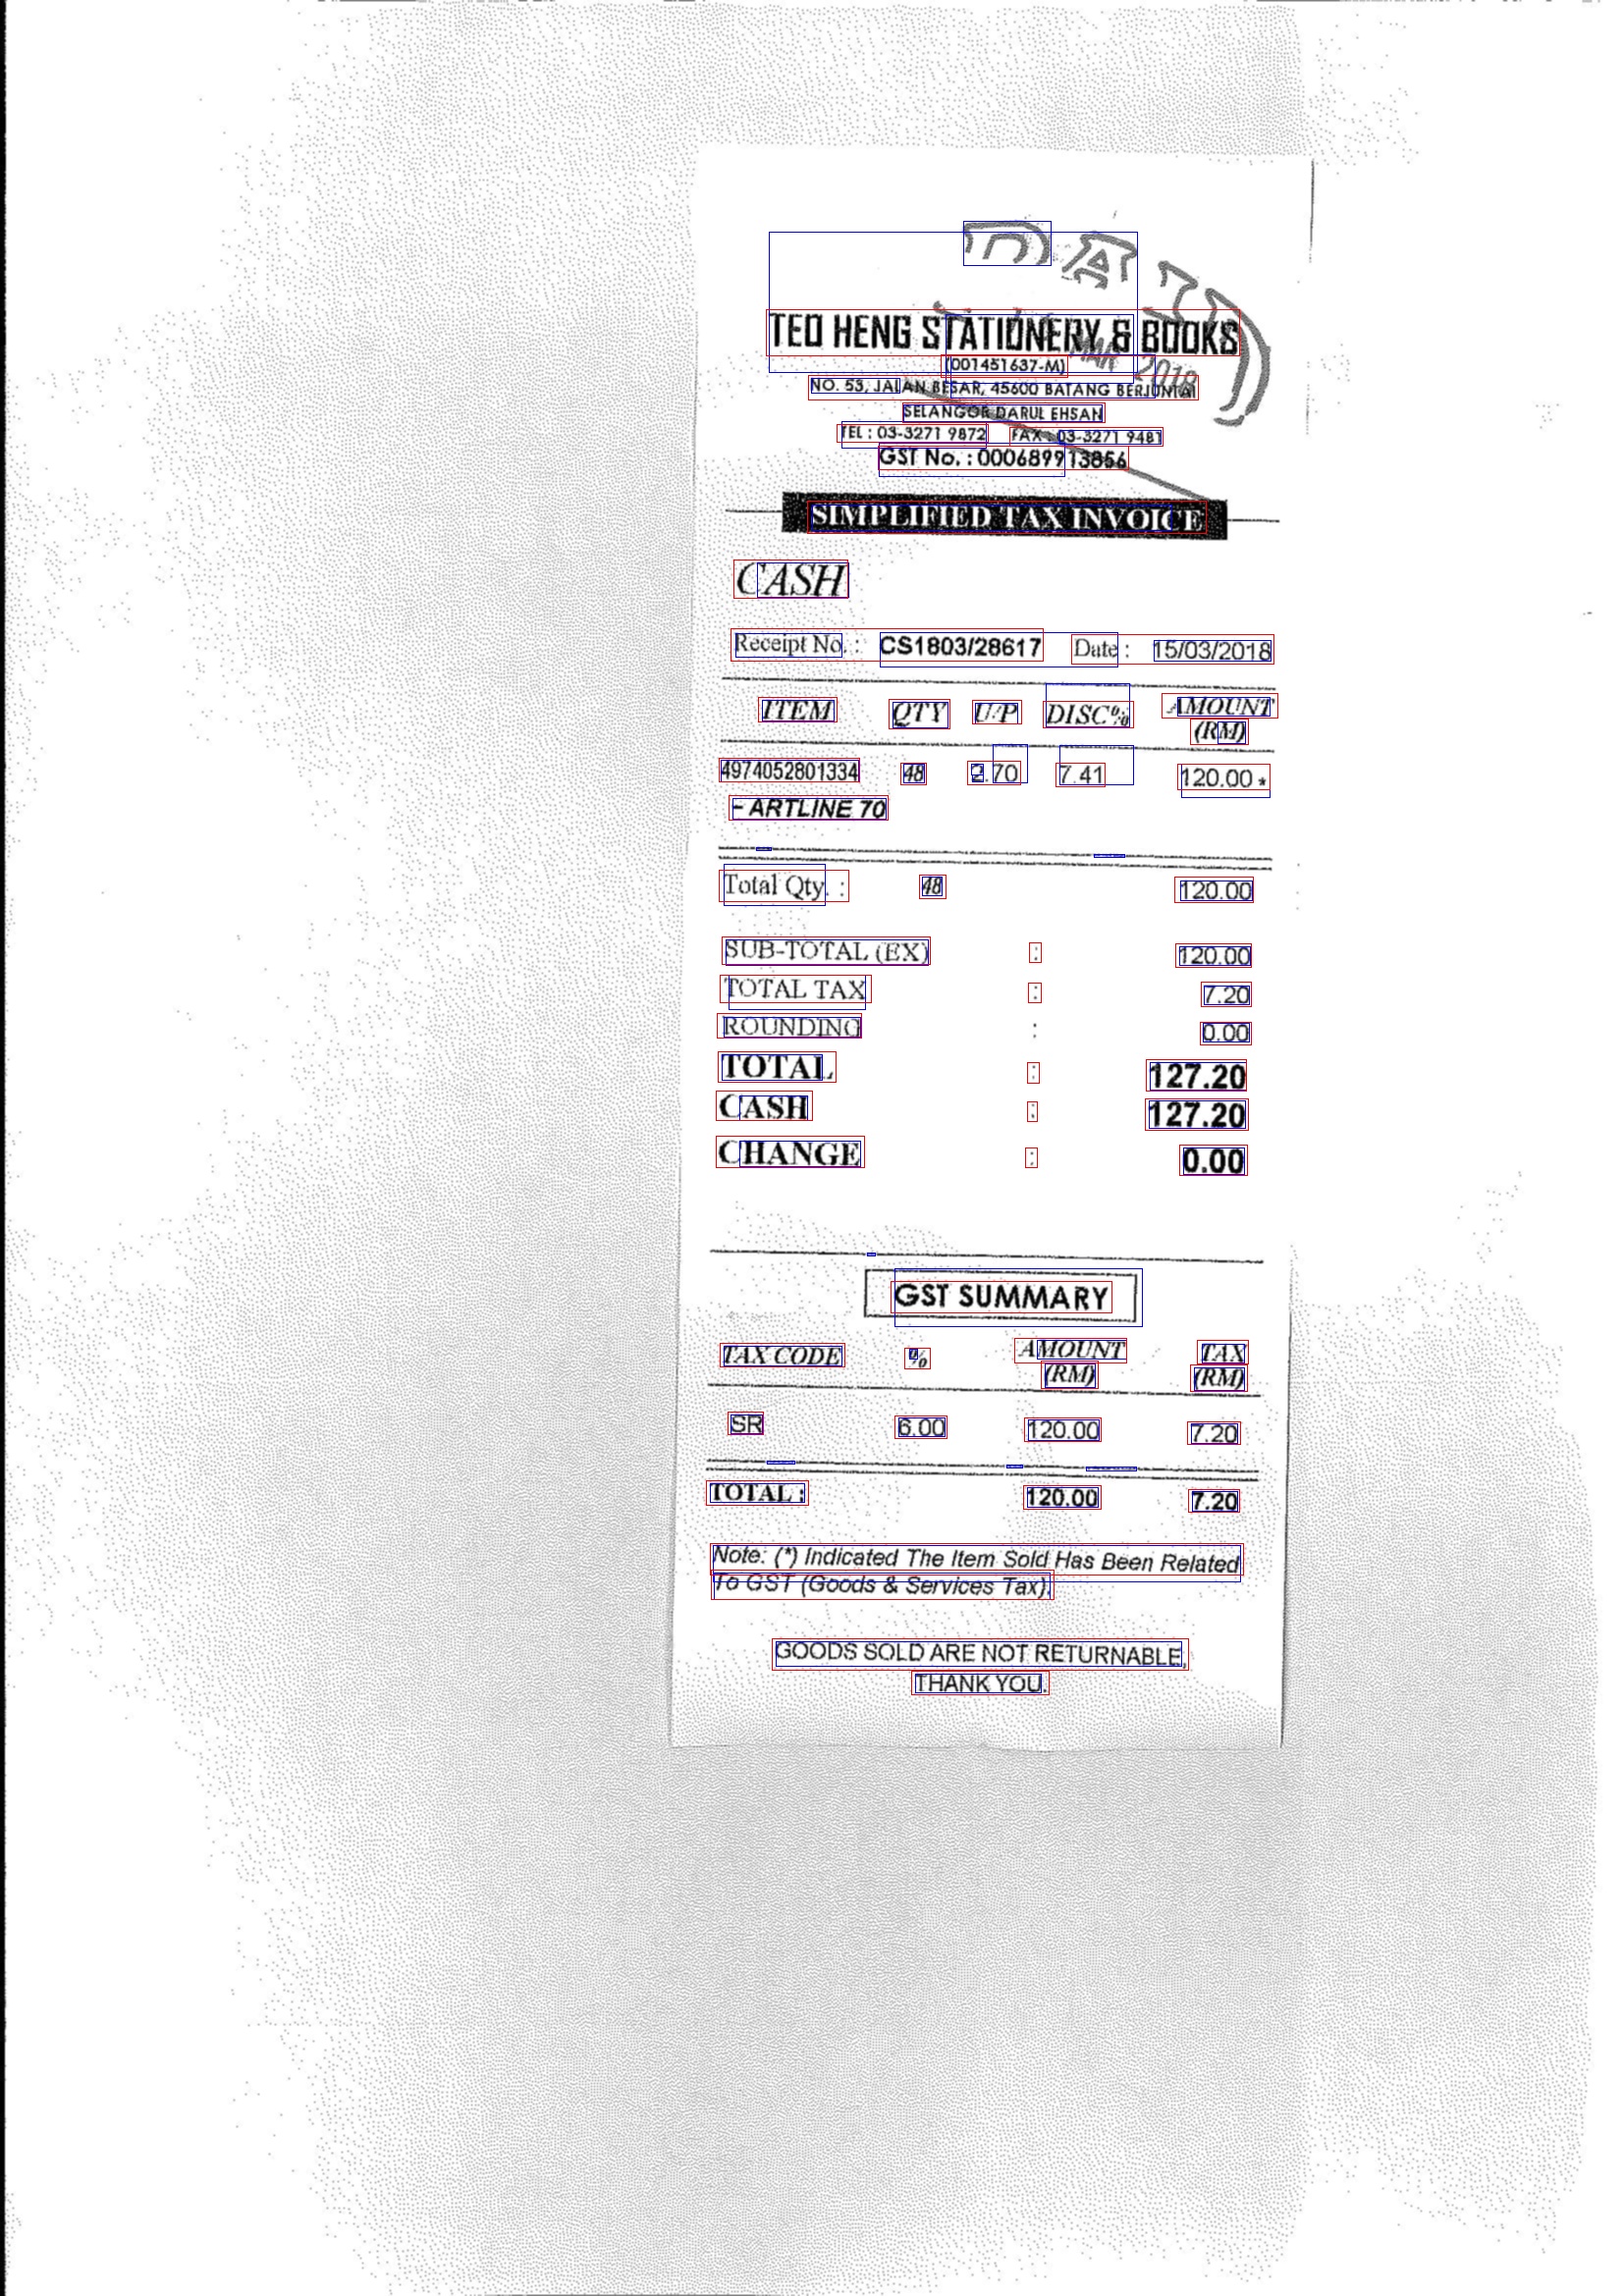 TEO HENG STATIONERY & BOOKS
(001451637-M)
MAR 2018
NO. 53, JALAN BESAR, 45600 BATANG BERJUNTAI
SELANGOR DARUL EHSAN
TEL : 03-3271 9872 FAX : 03-3271 9481
GST No. : 000689913856
SIMPLIFIED TAX INVOICE
CASH
Receipt No. : CS1803/28617 Date : 15/03/2018
ITEM QTY U/P DISC% AMOUNT
(RM)
4974052801334 48 2.70 7.41 120.00 *
- ARTLINE 70
Total Qty. : 48 120.00
SUB-TOTAL (EX) : 120.00
TOTAL TAX : 7.20
ROUNDING : 0.00
TOTAL : 127.20
CASH : 127.20
CHANGE : 0.00
GST SUMMARY
TAX CODE % AMOUNT TAX
(RM) (RM)
SR 6.00 120.00 7.20
TOTAL : 120.00 7.20
Note: (*) Indicated The Item Sold Has Been Related
To GST (Goods & Services Tax).
GOODS SOLD ARE NOT RETURNABLE,
THANK YOU.